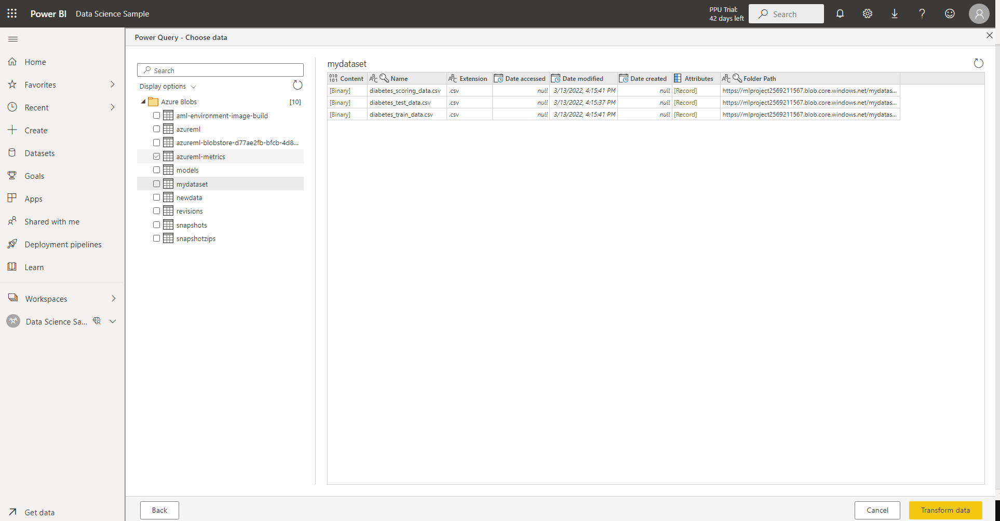 Power BI Data Science Sample
PPU Trial:
42 days left
Search
Power Query - Choose data
Home
Favorites
Recent
Create
Datasets
Goals
Apps
Shared with me
Deployment pipelines
Learn
Workspaces
Data Science Sa...
Get data
Search
Display options
Azure Blobs [10]
aml-environment-image-build
azureml
azureml-blobstore-d77ae2fb-bfcb-4d8...
azureml-metrics
models
mydataset
newdata
revisions
snapshots
snapshotzips
mydataset
Content Name Extension Date accessed Date modified Date created Attributes Folder Path
[Binary] diabetes_scoring_data.csv .csv null 3/13/2022, 4:15:41 PM null [Record] https://mlproject2569211567.blob.core.windows.net/mydatas...
[Binary] diabetes_test_data.csv .csv null 3/13/2022, 4:15:37 PM null [Record] https://mlproject2569211567.blob.core.windows.net/mydatas...
[Binary] diabetes_train_data.csv .csv null 3/13/2022, 4:15:41 PM null [Record] https://mlproject2569211567.blob.core.windows.net/mydatas...
Back Cancel Transform data